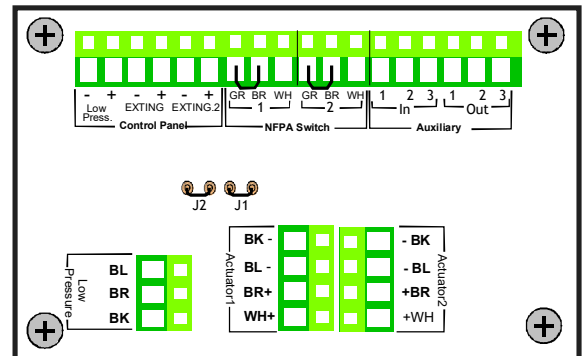 - + - + - + GR BR WH GR BR WH 1 2 3 1 2 3
Low Press. EXTING EXTING.2 1 2 In Out
Control Panel NFPA Switch Auxiliary
J2 J1
BK - - BK
BL - - BL
BR+ +BR
WH+ +WH
Actuator1
Actuator2
Low Pressure
BL
BR
BK